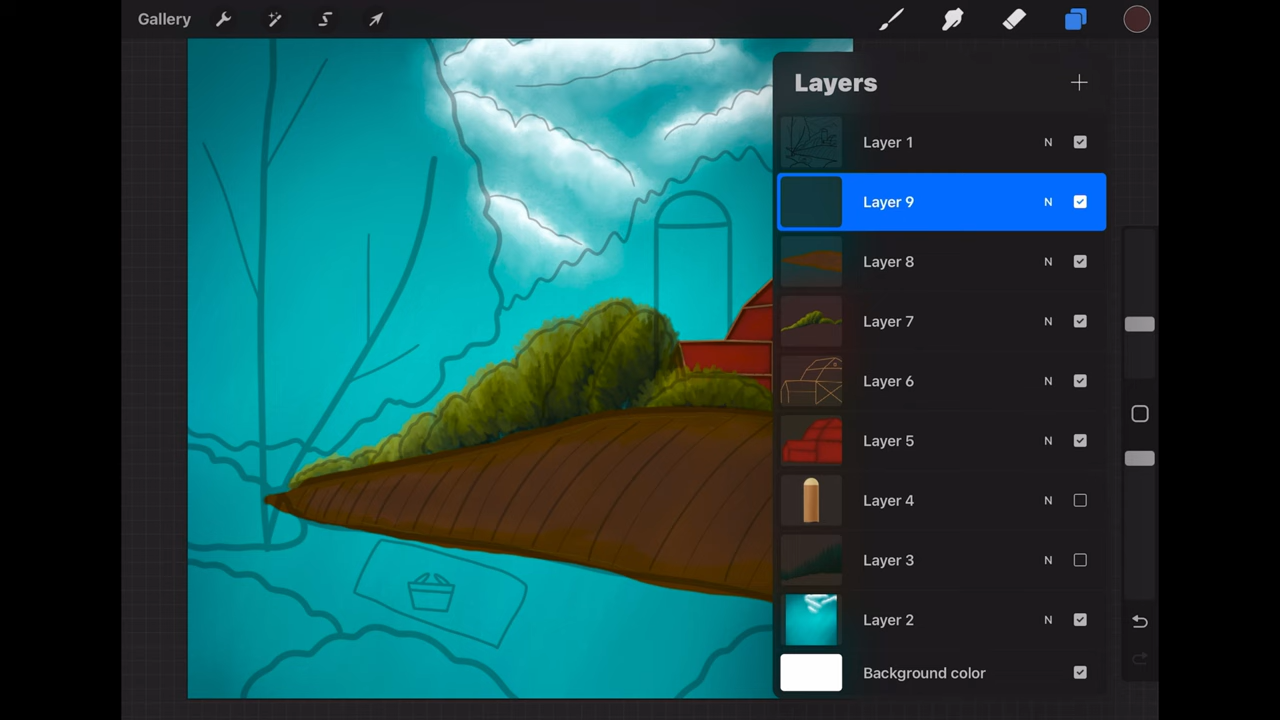 Gallery
Layers
Layer 1 N
Layer 9 N
Layer 8 N
Layer 7 N
Layer 6 N
Layer 5 N
Layer 4 N
Layer 3 N
Layer 2 N
Background color